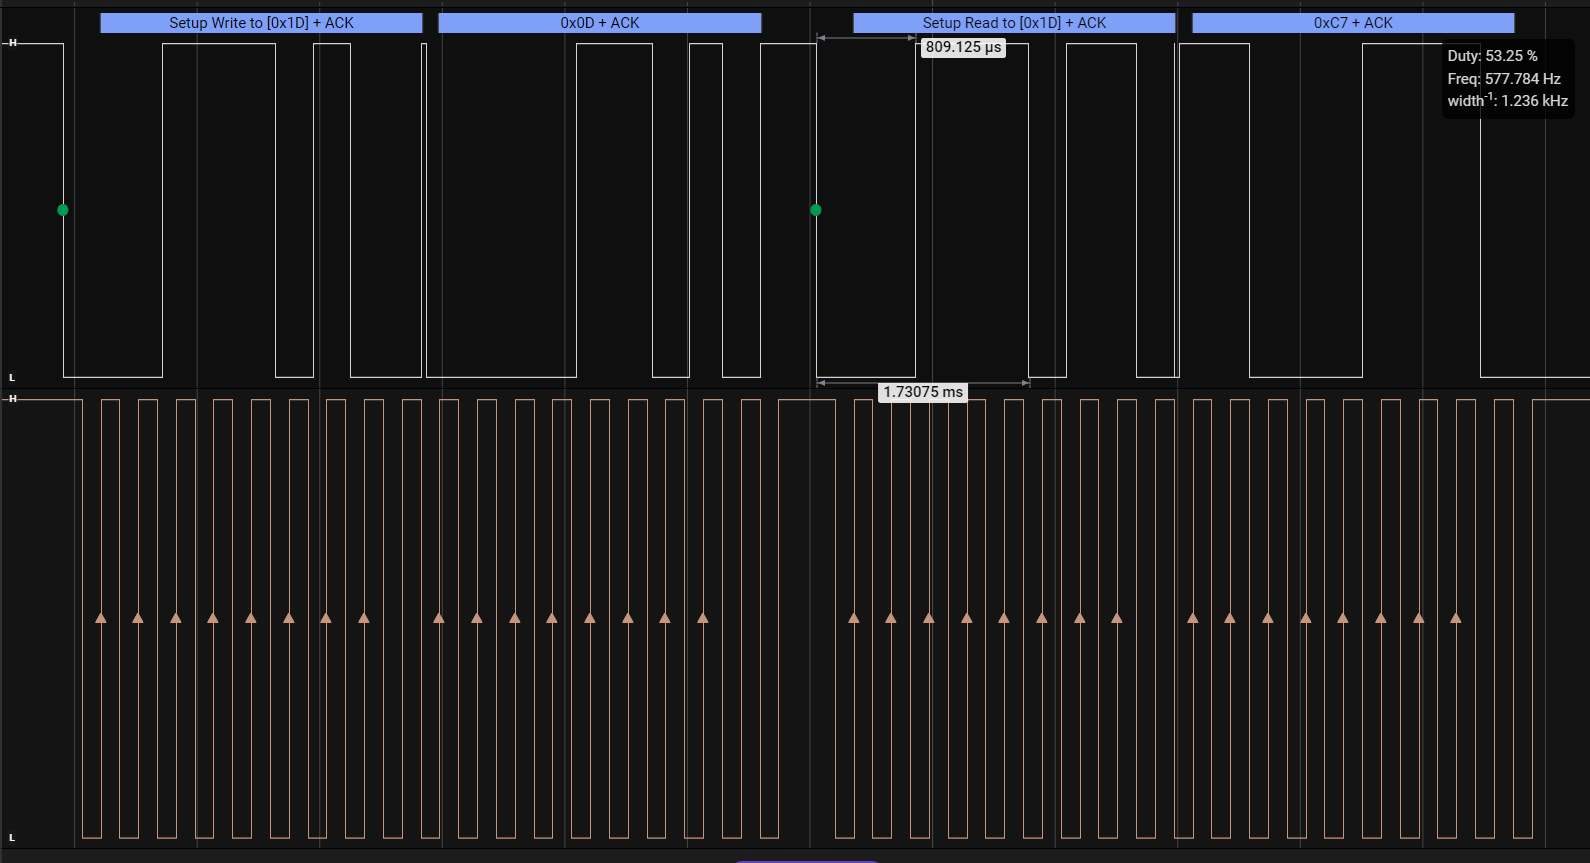 Setup Write to [0x1D] + ACK
0x0D + ACK
Setup Read to [0x1D] + ACK
0xC7 + ACK
H
809.125 µs
Duty: 53.25 %
Freq: 577.784 Hz
width-1: 1.236 kHz
L
1.73075 ms
H
L